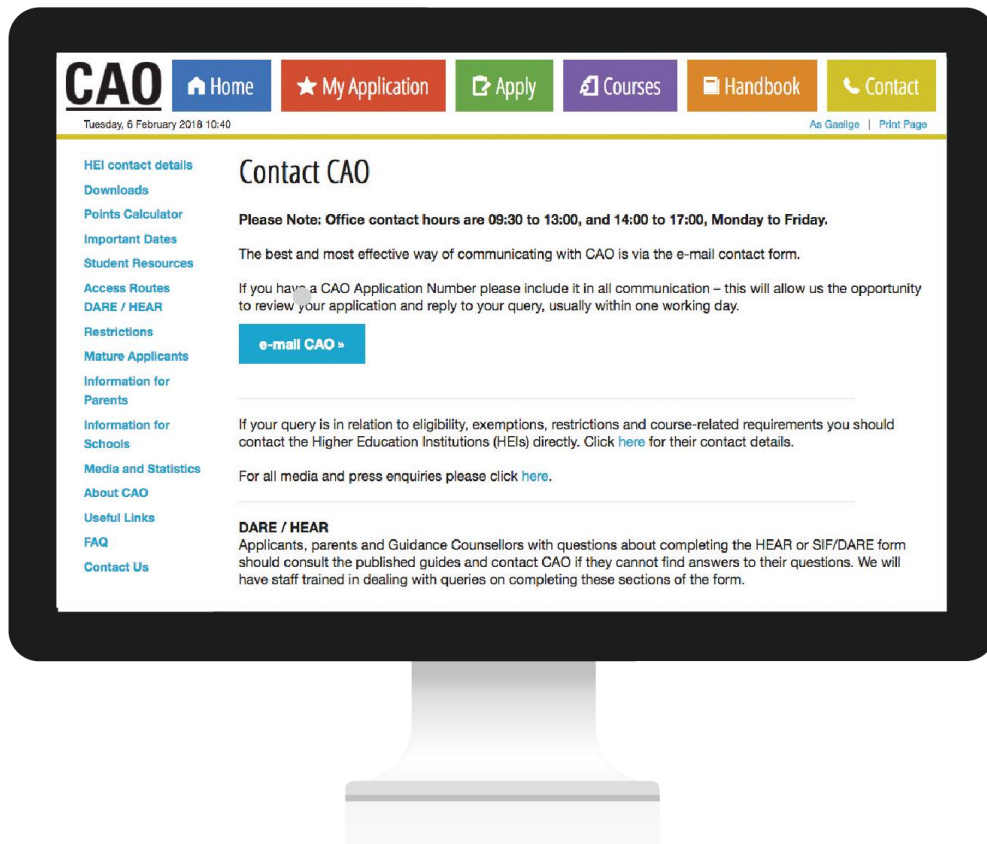 CAO
Home
My Application
Apply
Courses
Handbook
Contact
Tuesday, 6 February 2018 10:40
As Gaeilge | Print Page
HEI contact details
Downloads
Points Calculator
Important Dates
Student Resources
Access Routes
DARE / HEAR
Restrictions
Mature Applicants
Information for
Parents
Information for
Schools
Media and Statistics
About CAO
Useful Links
FAQ
Contact Us
Contact CAO
Please Note: Office contact hours are 09:30 to 13:00, and 14:00 to 17:00, Monday to Friday.
The best and most effective way of communicating with CAO is via the e-mail contact form.
If you have a CAO Application Number please include it in all communication – this will allow us the opportunity
to review your application and reply to your query, usually within one working day.
e-mail CAO »
If your query is in relation to eligibility, exemptions, restrictions and course-related requirements you should
contact the Higher Education Institutions (HEIs) directly. Click here for their contact details.
For all media and press enquiries please click here.
DARE / HEAR
Applicants, parents and Guidance Counsellors with questions about completing the HEAR or SIF/DARE form
should consult the published guides and contact CAO if they cannot find answers to their questions. We will
have staff trained in dealing with queries on completing these sections of the form.